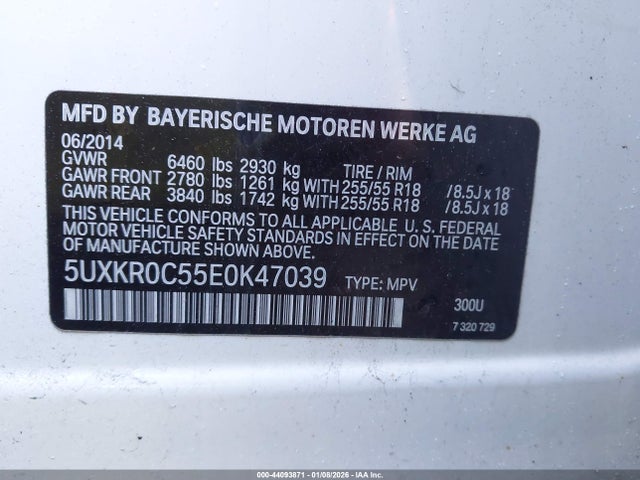 MFD BY BAYERISCHE MOTOREN WERKE AG
06/2014
GVWR 6460 lbs 2930 kg TIRE / RIM
GAWR FRONT 2780 lbs 1261 kg WITH 255/55 R18 /8.5J x 18
GAWR REAR 3840 lbs 1742 kg WITH 255/55 R18 /8.5J x 18
THIS VEHICLE CONFORMS TO ALL APPLICABLE U. S. FEDERAL
MOTOR VEHICLE SAFETY STANDARDS IN EFFECT ON THE DATE
OF MANUFACTURE SHOWN ABOVE.
5UXKR0C55E0K47039 TYPE: MPV
300U
7 320 729
000-44093871 - 01/08/2026 - IAA Inc.